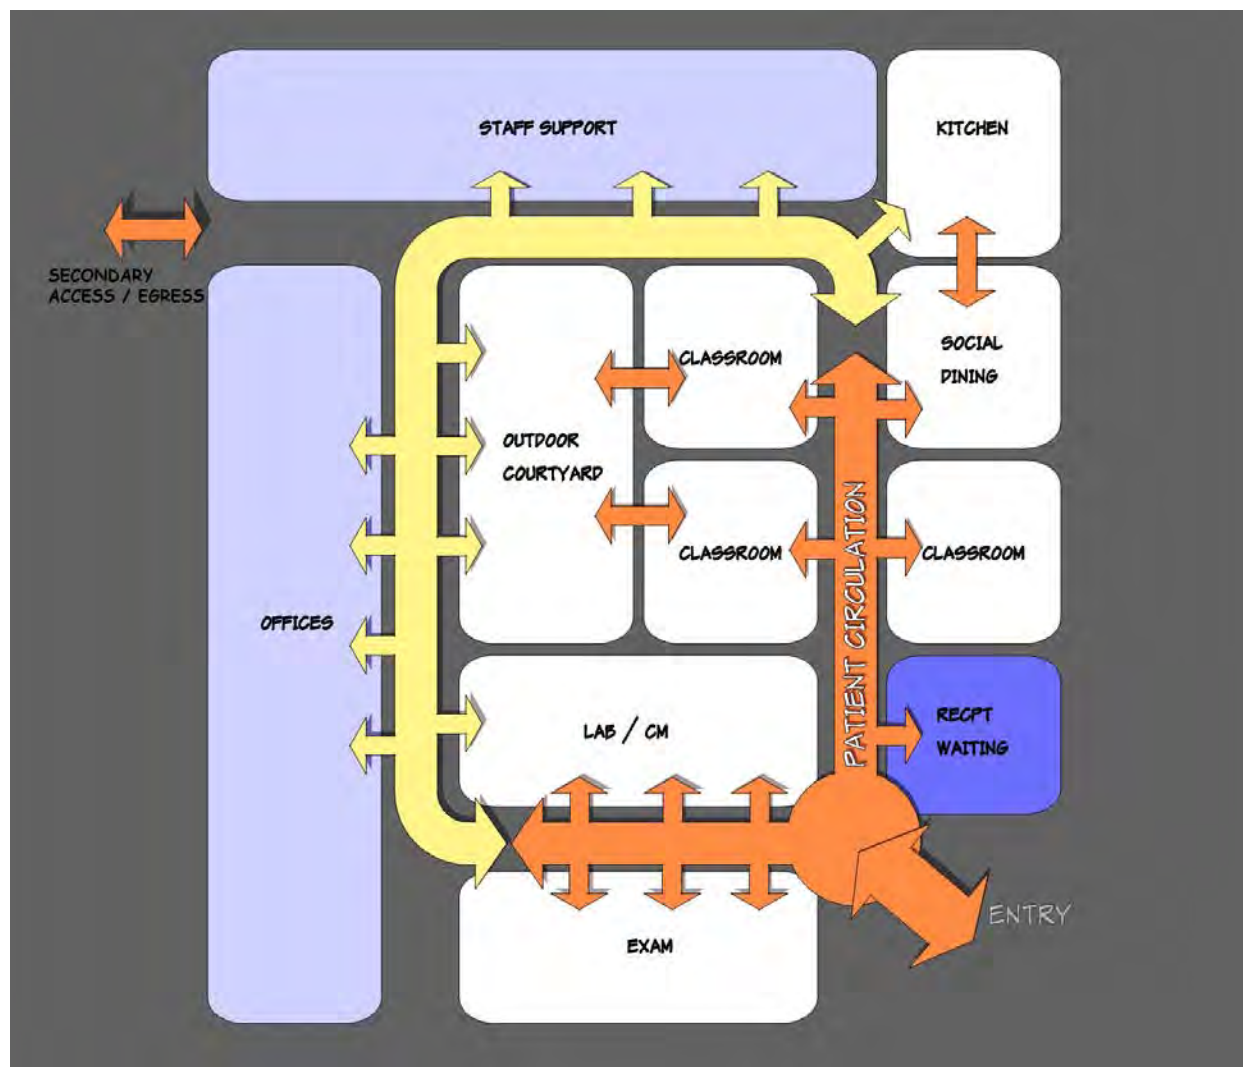 STAFF SUPPORT
KITCHEN
SECONDARY
ACCESS / EGRESS
SOCIAL
DINING
CLASSROOM
OUTDOOR
COURTYARD
CLASSROOM
CLASSROOM
PATIENT CIRCULATION
OFFICES
LAB / CM
RECPT
WAITING
ENTRY
EXAM